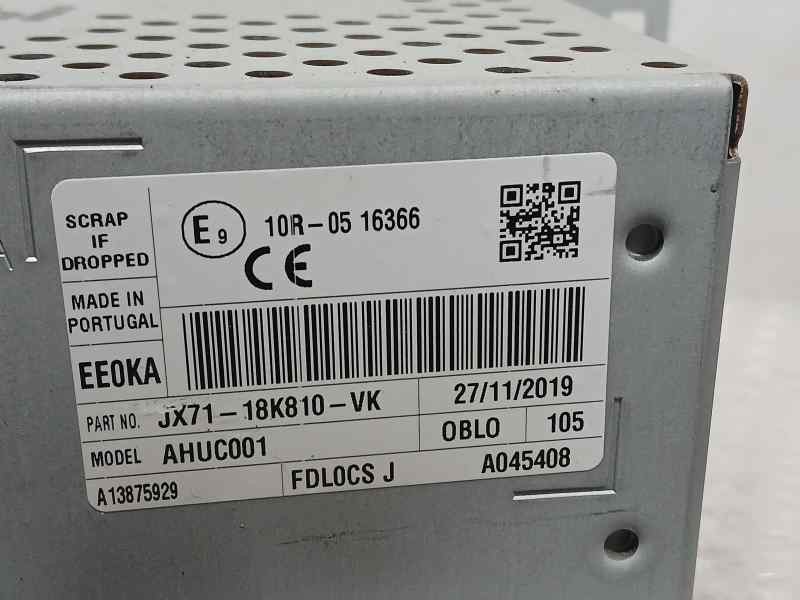 SCRAP
IF
DROPPED
E9
10R-05 16366
CE
MADE IN
PORTUGAL
EE0KA
PART NO. JX71-18K810-VK
27/11/2019
MODEL AHUC001
OBLO
105
A13875929
FDL0CS J
A045408